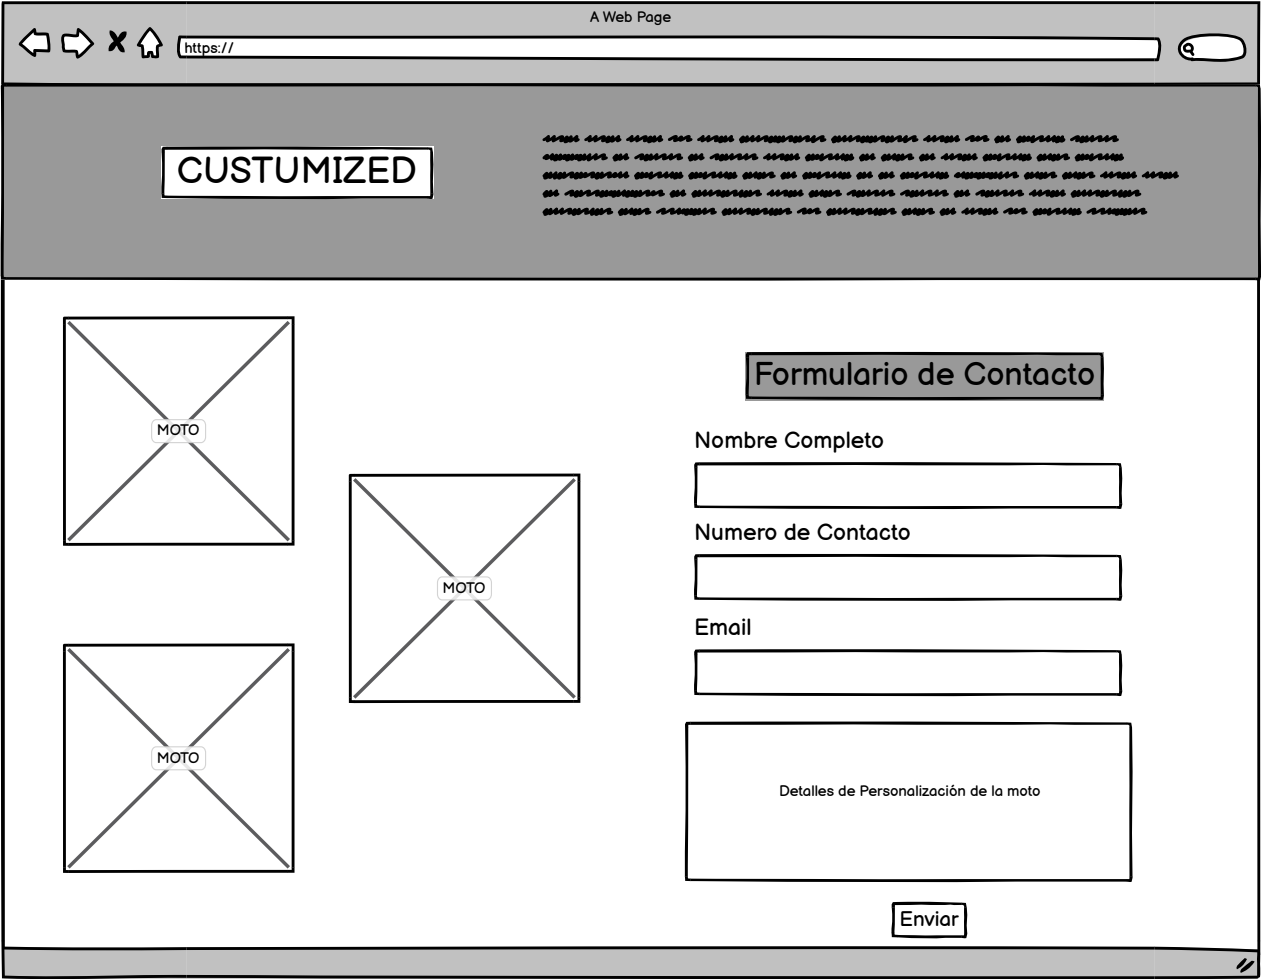 A Web Page
https://
CUSTUMIZED
MOTO
MOTO
MOTO
Formulario de Contacto
Nombre Completo
Numero de Contacto
Email
Detalles de Personalización de la moto
Enviar